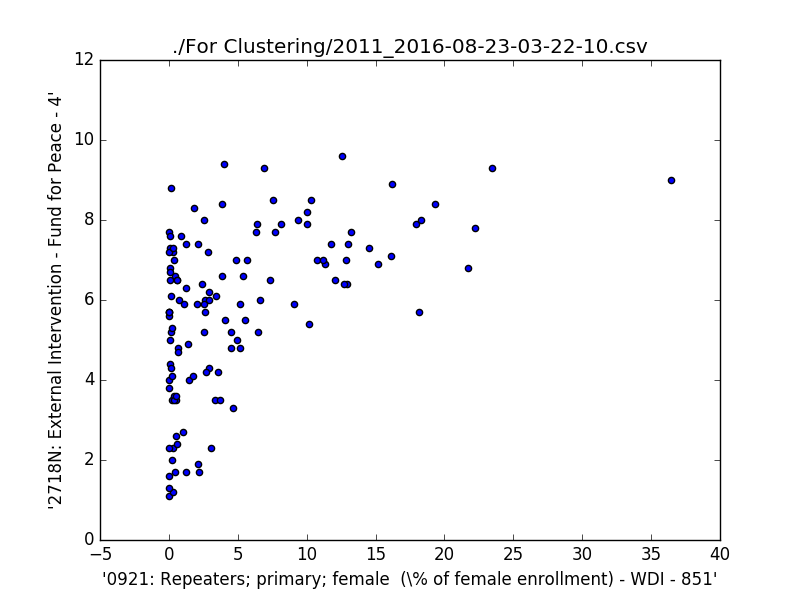 ./For Clustering/2011_2016-08-23-03-22-10.csv
12
10
8
6
4
2
0
'2718N: External Intervention - Fund for Peace - 4'
−5 0 5 10 15 20 25 30 35 40
'0921: Repeaters; primary; female  (\% of female enrollment) - WDI - 851'